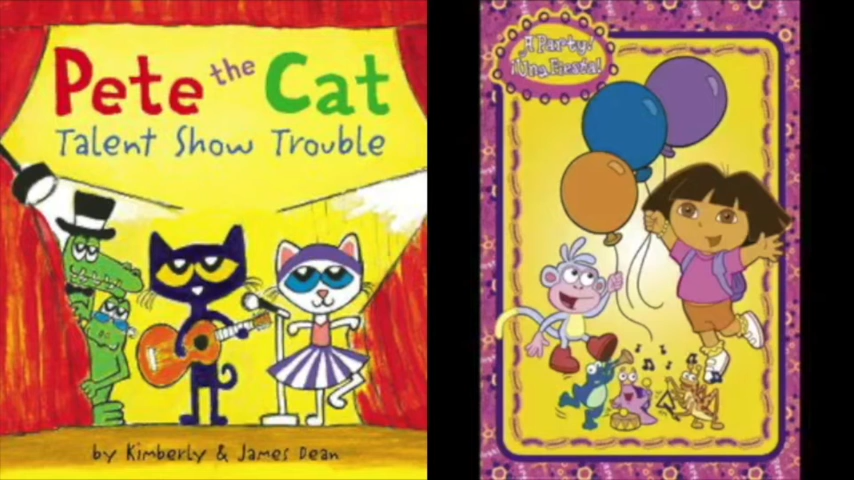 Pete the Cat
Talent Show Trouble
by Kimberly & James Dean
A Party!
¡Una Fiesta!